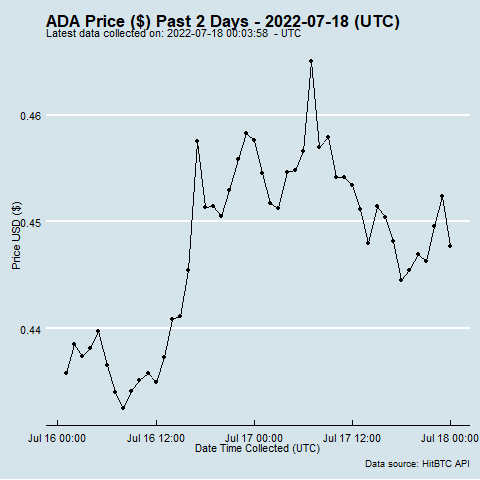 ADA Price ($) Past 2 Days - 2022-07-18 (UTC)
Latest data collected on: 2022-07-18 00:03:58 - UTC
0.46
0.45
0.44
Price USD ($)
Jul 16 00:00 Jul 16 12:00 Jul 17 00:00 Jul 17 12:00 Jul 18 00:00
Date Time Collected (UTC)
Data source: HitBTC API